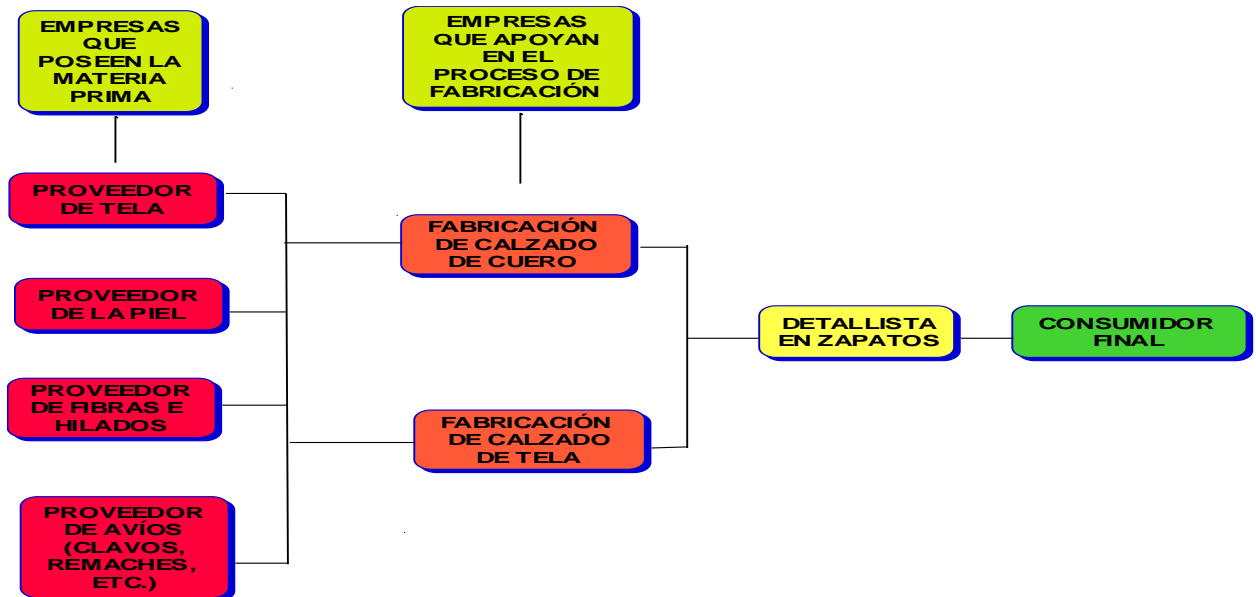 EMPRESAS
QUE
POSEEN LA
MATERIA
PRIMA
EMPRESAS
QUE APOYAN
EN EL
PROCESO DE
FABRICACIÓN
PROVEEDOR
DE TELA
PROVEEDOR
DE LA PIEL
PROVEEDOR
DE FIBRAS E
HILADOS
PROVEEDOR
DE AVÍOS
(CLAVOS,
REMACHES,
ETC.)
FABRICACIÓN
DE CALZADO
DE CUERO
FABRICACIÓN
DE CALZADO
DE TELA
DETALLISTA
EN ZAPATOS
CONSUMIDOR
FINAL